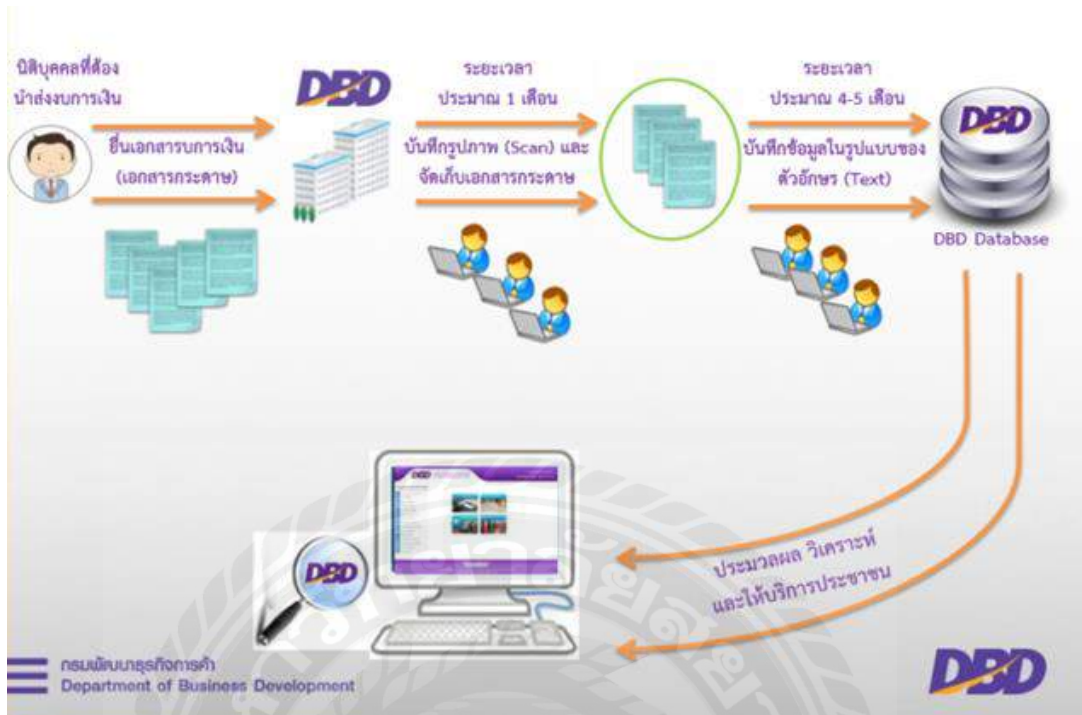 นิติบุคคลที่ต้อง
นำส่งงบการเงิน
ยื่นเอกสารบการเงิน
(เอกสารกระดาษ)
DBD
ระยะเวลา
ประมาณ 1 เดือน
บันทึกรูปภาพ (Scan) และ
จัดเก็บเอกสารกระดาษ
ระยะเวลา
ประมาณ 4-5 เดือน
บันทึกข้อมูลในรูปแบบของ
ตัวอักษร (Text)
DBD
DBD Database
ประมวลผล วิเคราะห์
และให้บริการประชาชน
DBD
DBD
กรมพัฒนาธุรกิจการค้า
Department of Business Development
DBD